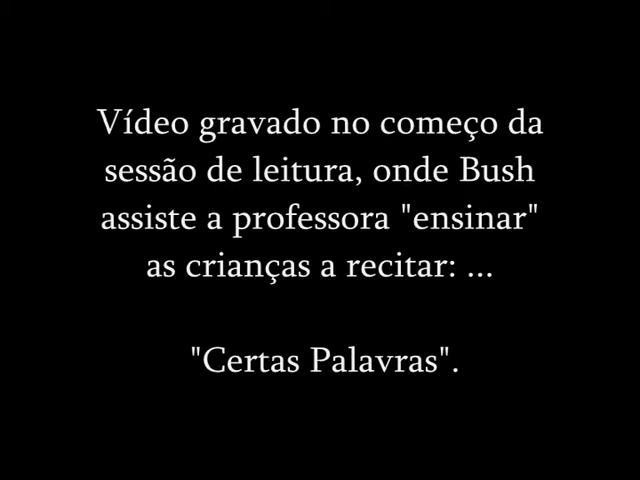 Vídeo gravado no começo da
sessão de leitura, onde Bush
assiste a professora "ensinar"
as crianças a recitar: ...
"Certas Palavras".